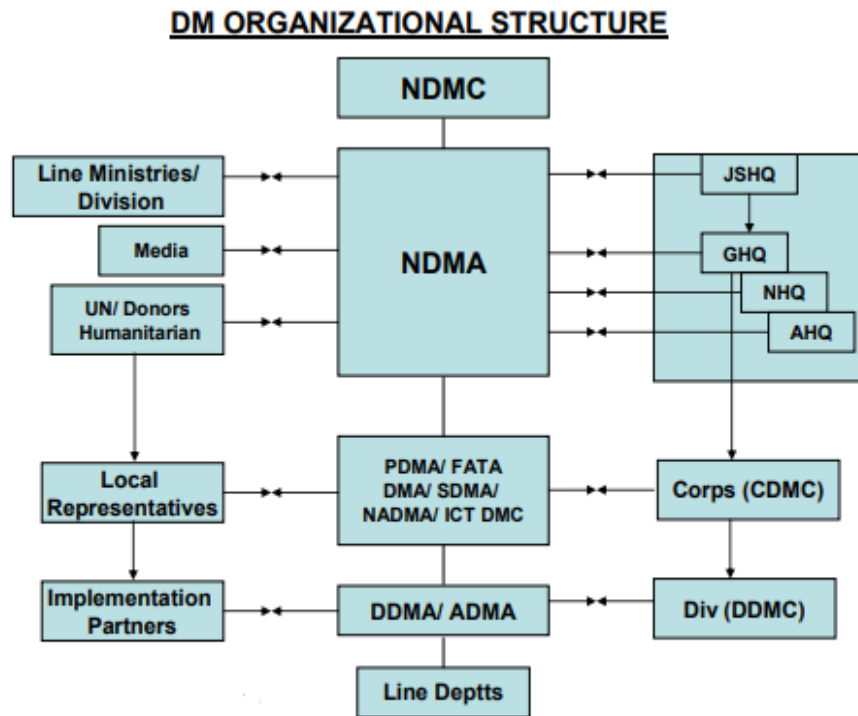 DM ORGANIZATIONAL STRUCTURE
NDMC
Line Ministries/
Division
Media
UN/ Donors
Humanitarian
NDMA
JSHQ
GHQ
NHQ
AHQ
Local
Representatives
PDMA/ FATA
DMA/ SDMA/
NADMA/ ICT DMC
Corps (CDMC)
Implementation
Partners
DDMA/ ADMA
Div (DDMC)
Line Deptts